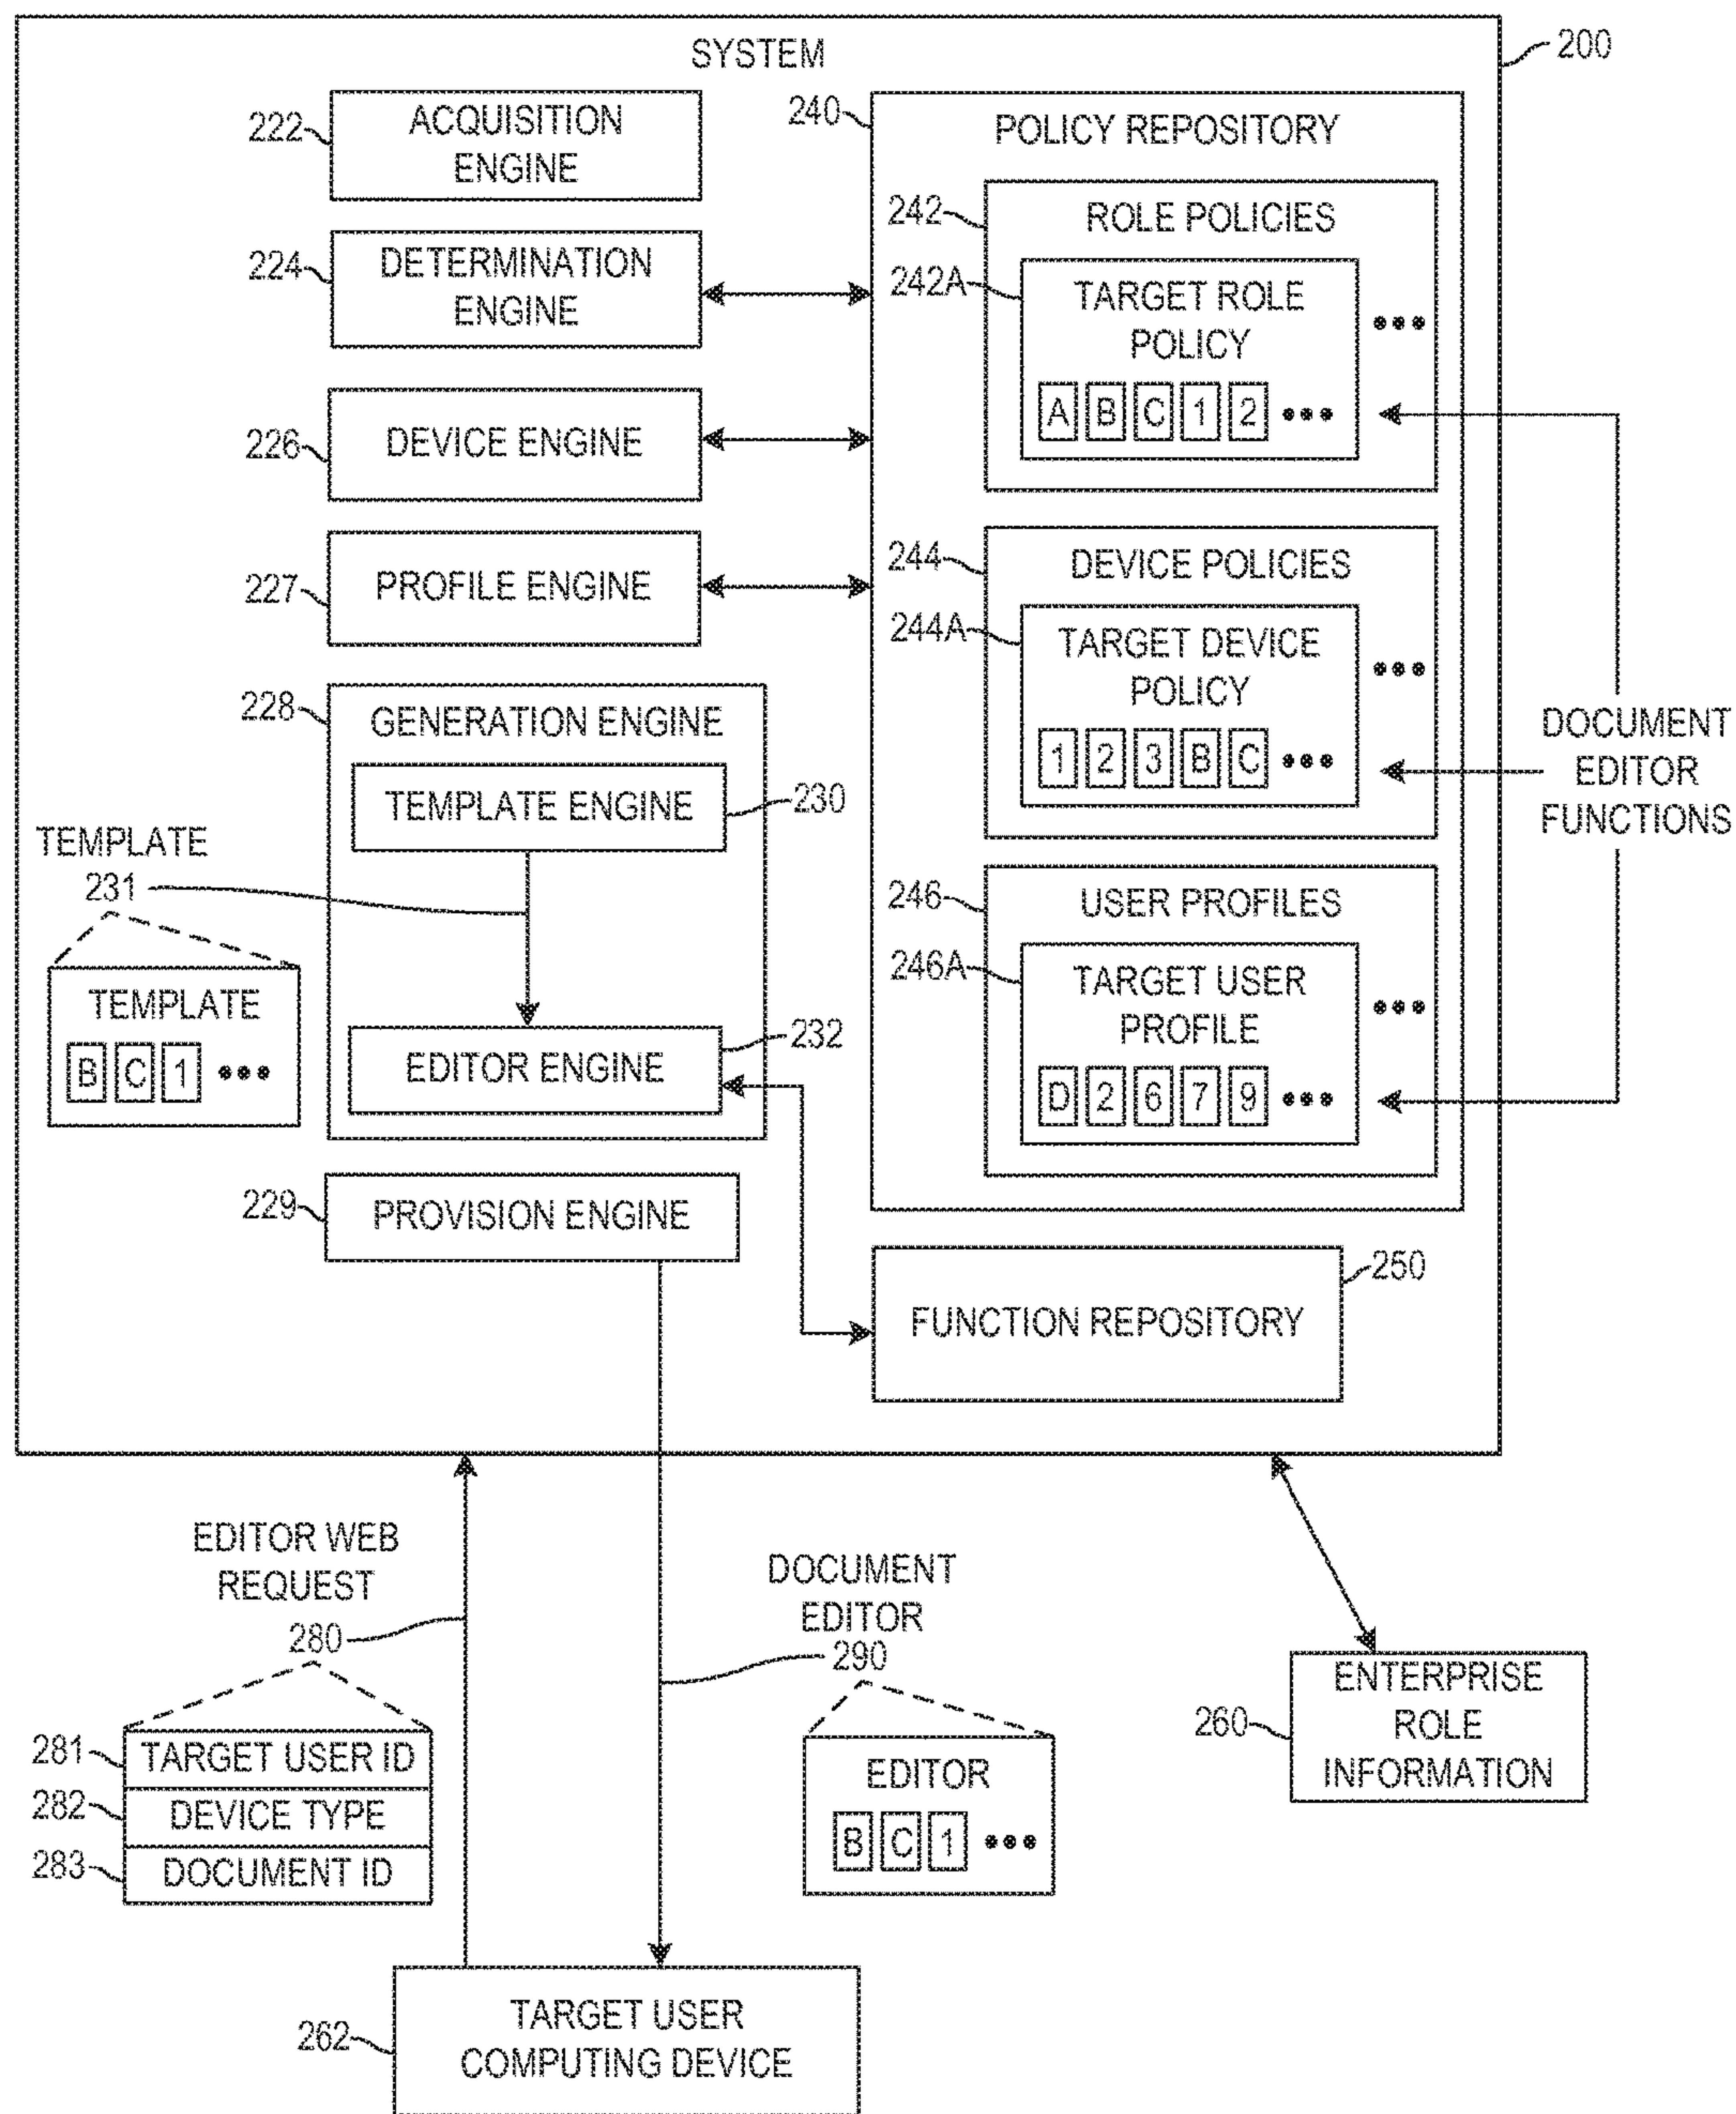 SYSTEM
200
222
ACQUISITION
ENGINE
224
DETERMINATION
ENGINE
226
DEVICE ENGINE
227
PROFILE ENGINE
228
GENERATION ENGINE
TEMPLATE ENGINE
230
TEMPLATE
231
TEMPLATE
B C 1 •••
EDITOR ENGINE
232
229
PROVISION ENGINE
240
POLICY REPOSITORY
242
ROLE POLICIES
242A
TARGET ROLE
POLICY
•••
A B C 1 2 •••
244
DEVICE POLICIES
244A
TARGET DEVICE
POLICY
•••
1 2 3 B C •••
246
USER PROFILES
246A
TARGET USER
PROFILE
•••
D 2 6 7 9 •••
DOCUMENT
EDITOR
FUNCTIONS
250
FUNCTION REPOSITORY
EDITOR WEB
REQUEST
280
280
281
TARGET USER ID
282
DEVICE TYPE
283
DOCUMENT ID
DOCUMENT
EDITOR
290
EDITOR
B C 1 •••
260
ENTERPRISE
ROLE
INFORMATION
262
TARGET USER
COMPUTING DEVICE